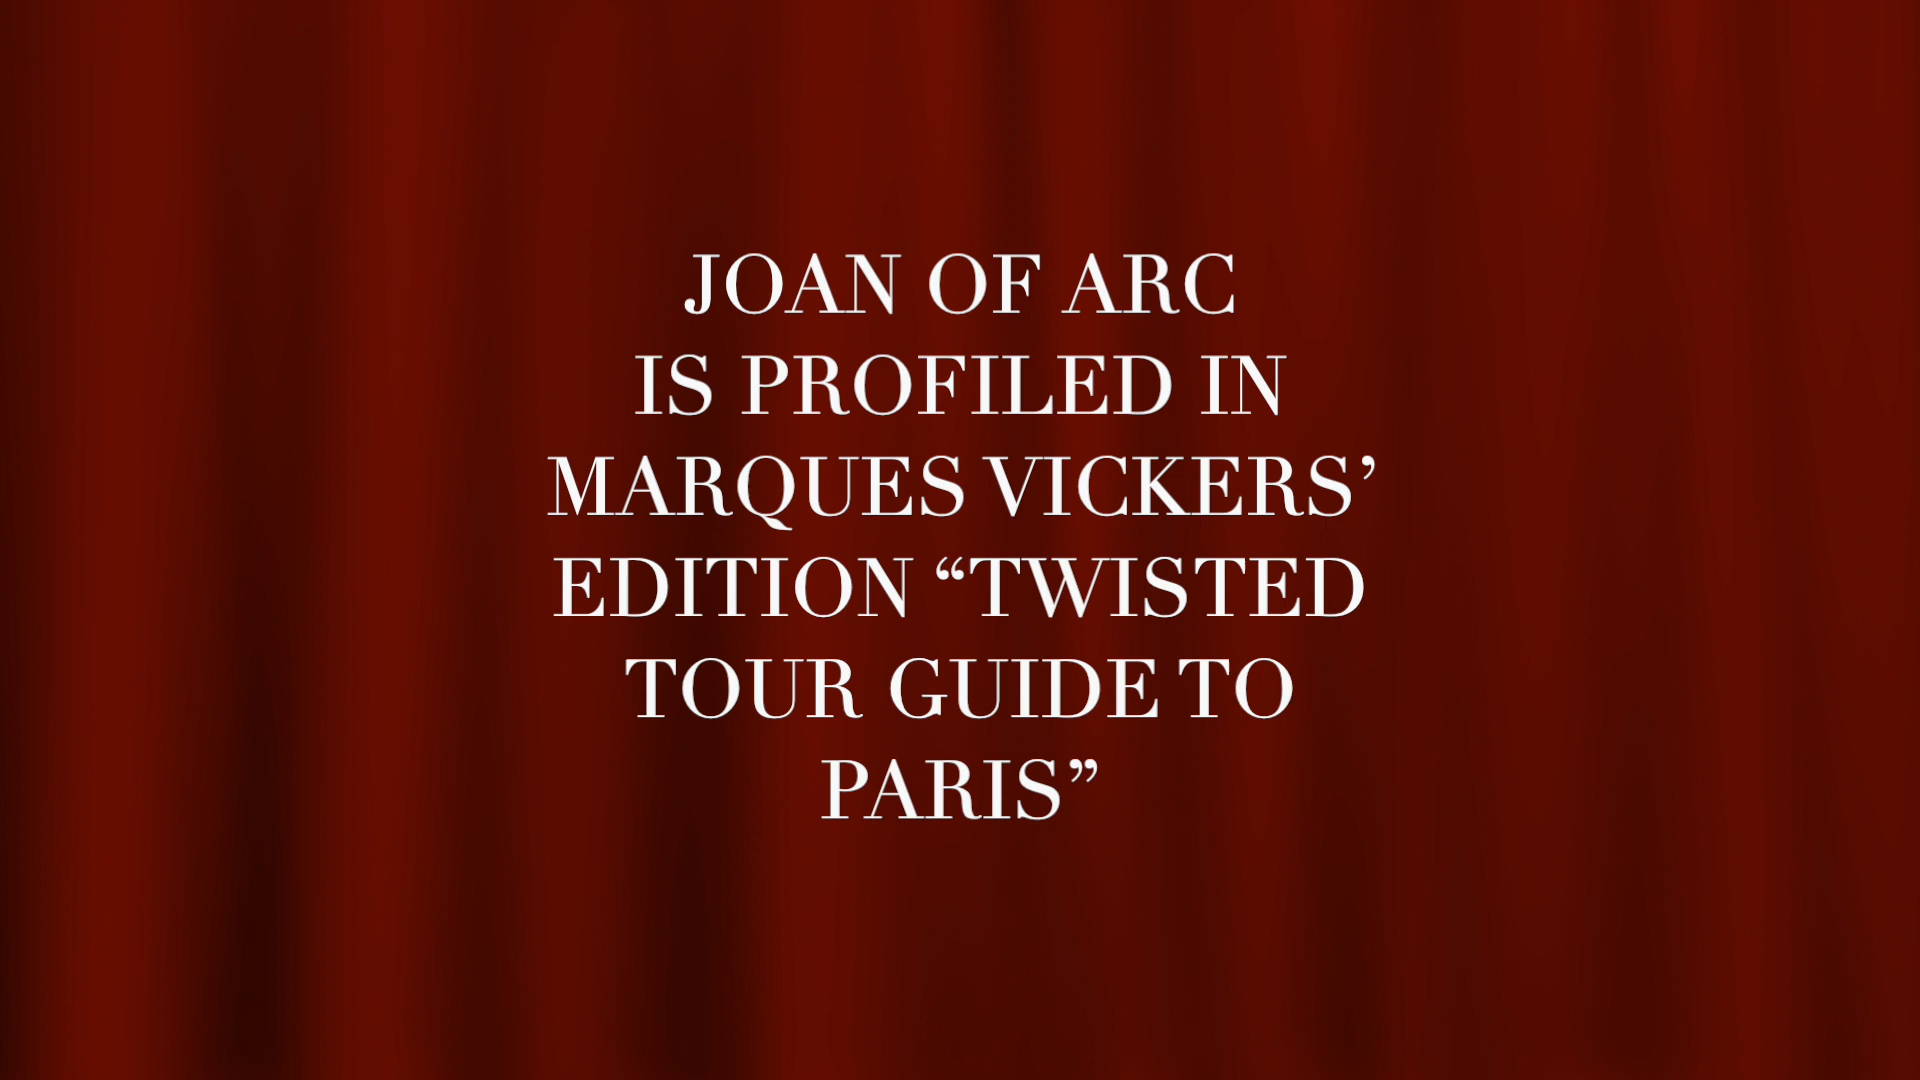 JOAN OF ARC
IS PROFILED IN
MARQUES VICKERS’
EDITION “TWISTED
TOUR GUIDE TO
PARIS”